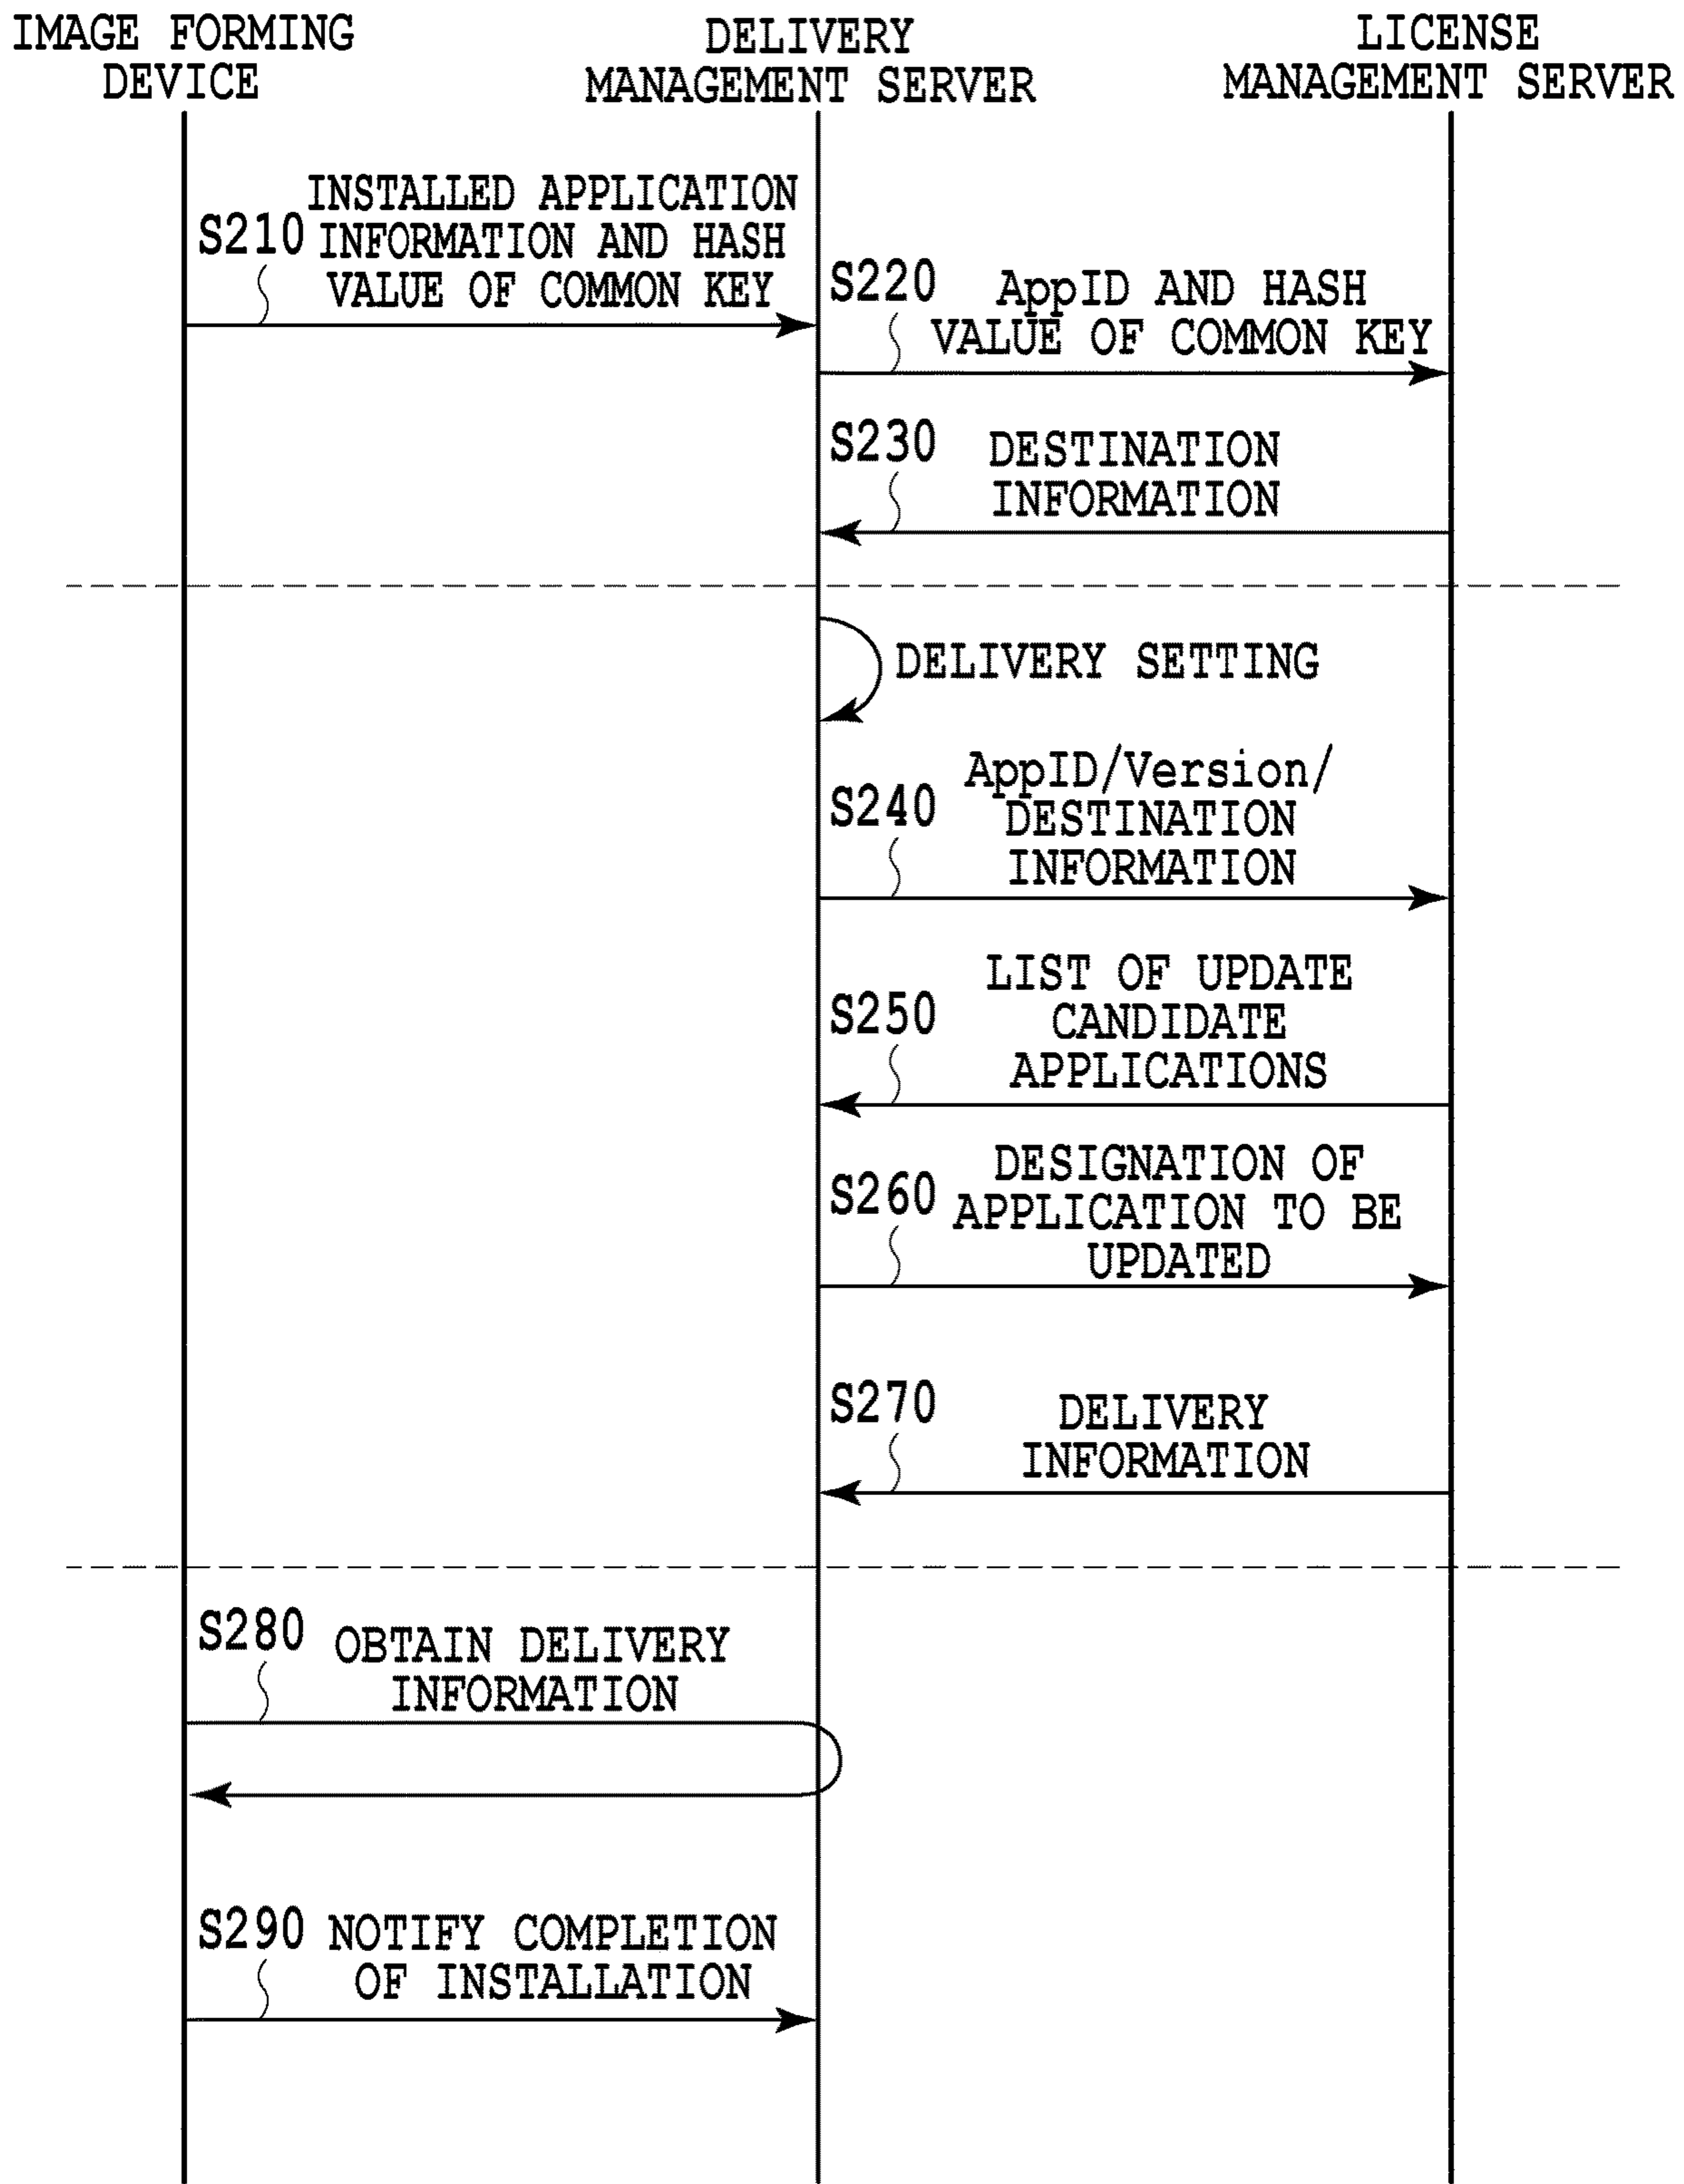 IMAGE FORMING
DEVICE
DELIVERY
MANAGEMENT SERVER
LICENSE
MANAGEMENT SERVER
S210
INSTALLED APPLICATION
INFORMATION AND HASH
VALUE OF COMMON KEY
S220
AppID AND HASH
VALUE OF COMMON KEY
S230
DESTINATION
INFORMATION
DELIVERY SETTING
S240
AppID/Version/
DESTINATION
INFORMATION
S250
LIST OF UPDATE
CANDIDATE
APPLICATIONS
S260
DESIGNATION OF
APPLICATION TO BE
UPDATED
S270
DELIVERY
INFORMATION
S280
OBTAIN DELIVERY
INFORMATION
S290
NOTIFY COMPLETION
OF INSTALLATION